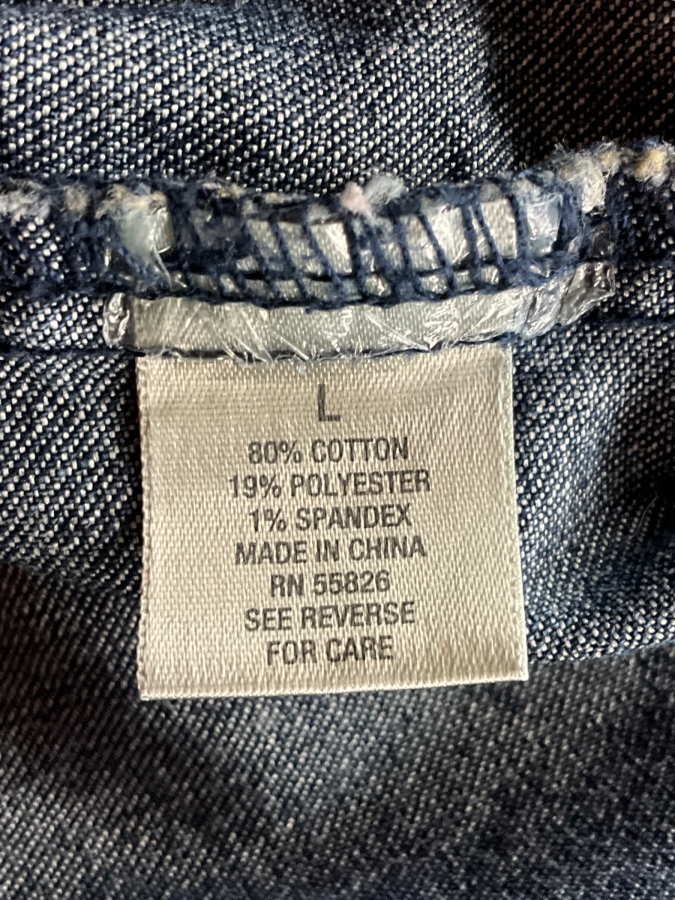 L
80% COTTON
19% POLYESTER
1% SPANDEX
MADE IN CHINA
RN 55826
SEE REVERSE
FOR CARE